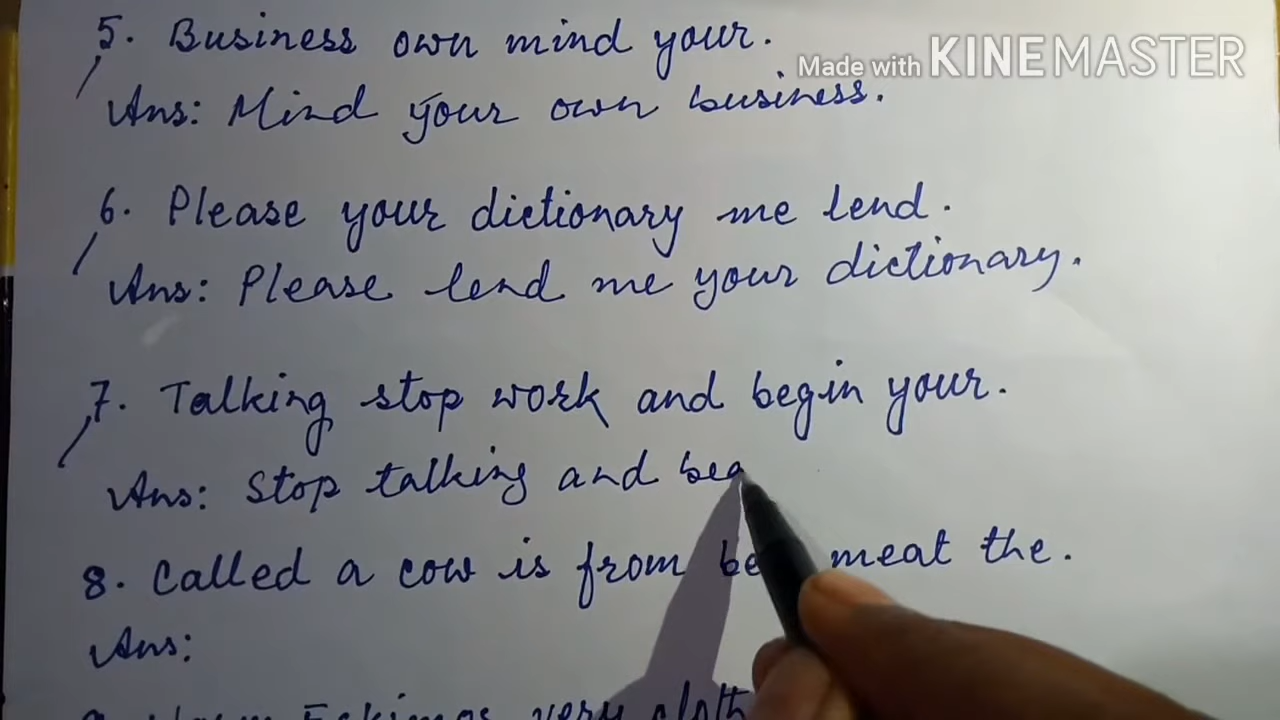 5. Business own mind your.
Made with KINEMASTER
Ans: Mind your own business.
6. Please your dictionary me lend.
Ans: Please lend me your dictionary.
7. Talking stop work and begin your.
Ans: Stop talking and beg
8. Called a cow is from meat the.
Ans:
Eskimos very